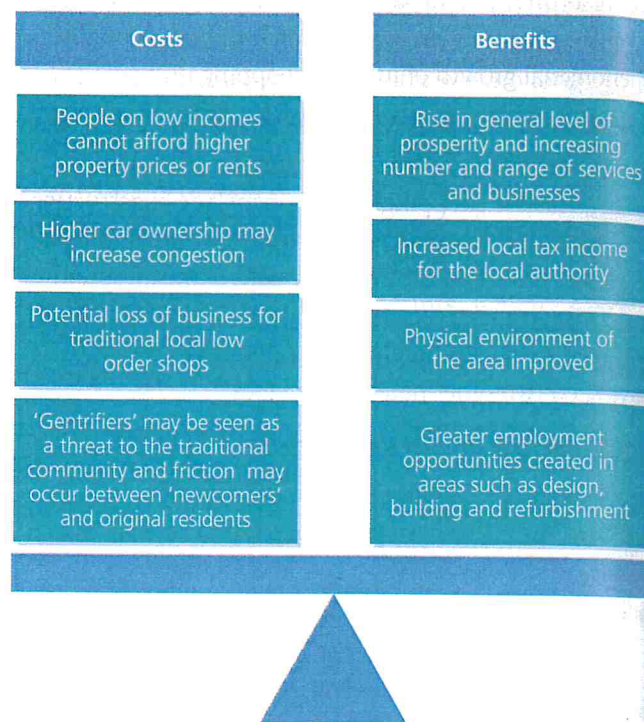 Costs
People on low incomes
cannot afford higher
property prices or rents
Higher car ownership may
increase congestion
Potential loss of business for
traditional local low
order shops
'Gentrifiers' may be seen as
a threat to the traditional
community and friction may
occur between 'newcomers'
and original residents
Benefits
Rise in general level of
prosperity and increasing
number and range of services
and businesses
Increased local tax income
for the local authority
Physical environment of
the area improved
Greater employment
opportunities created in
areas such as design,
building and refurbishment